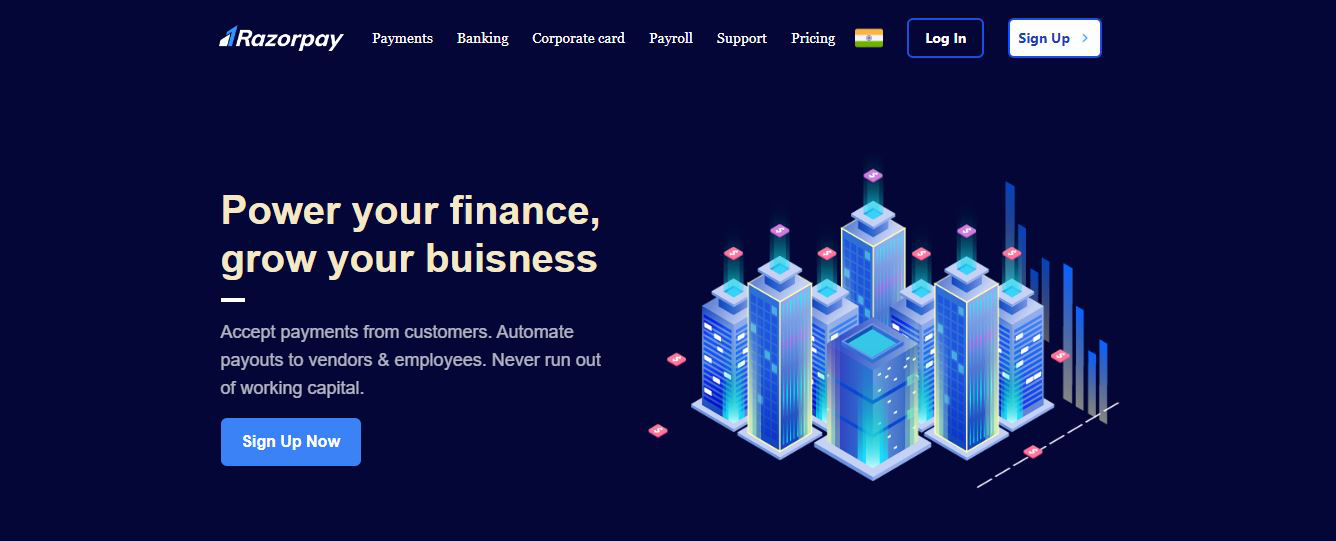 Razorpay Payments Banking Corporate card Payroll Support Pricing Log In Sign Up
Power your finance,
grow your buisness
Accept payments from customers. Automate
payouts to vendors & employees. Never run out
of working capital.
Sign Up Now